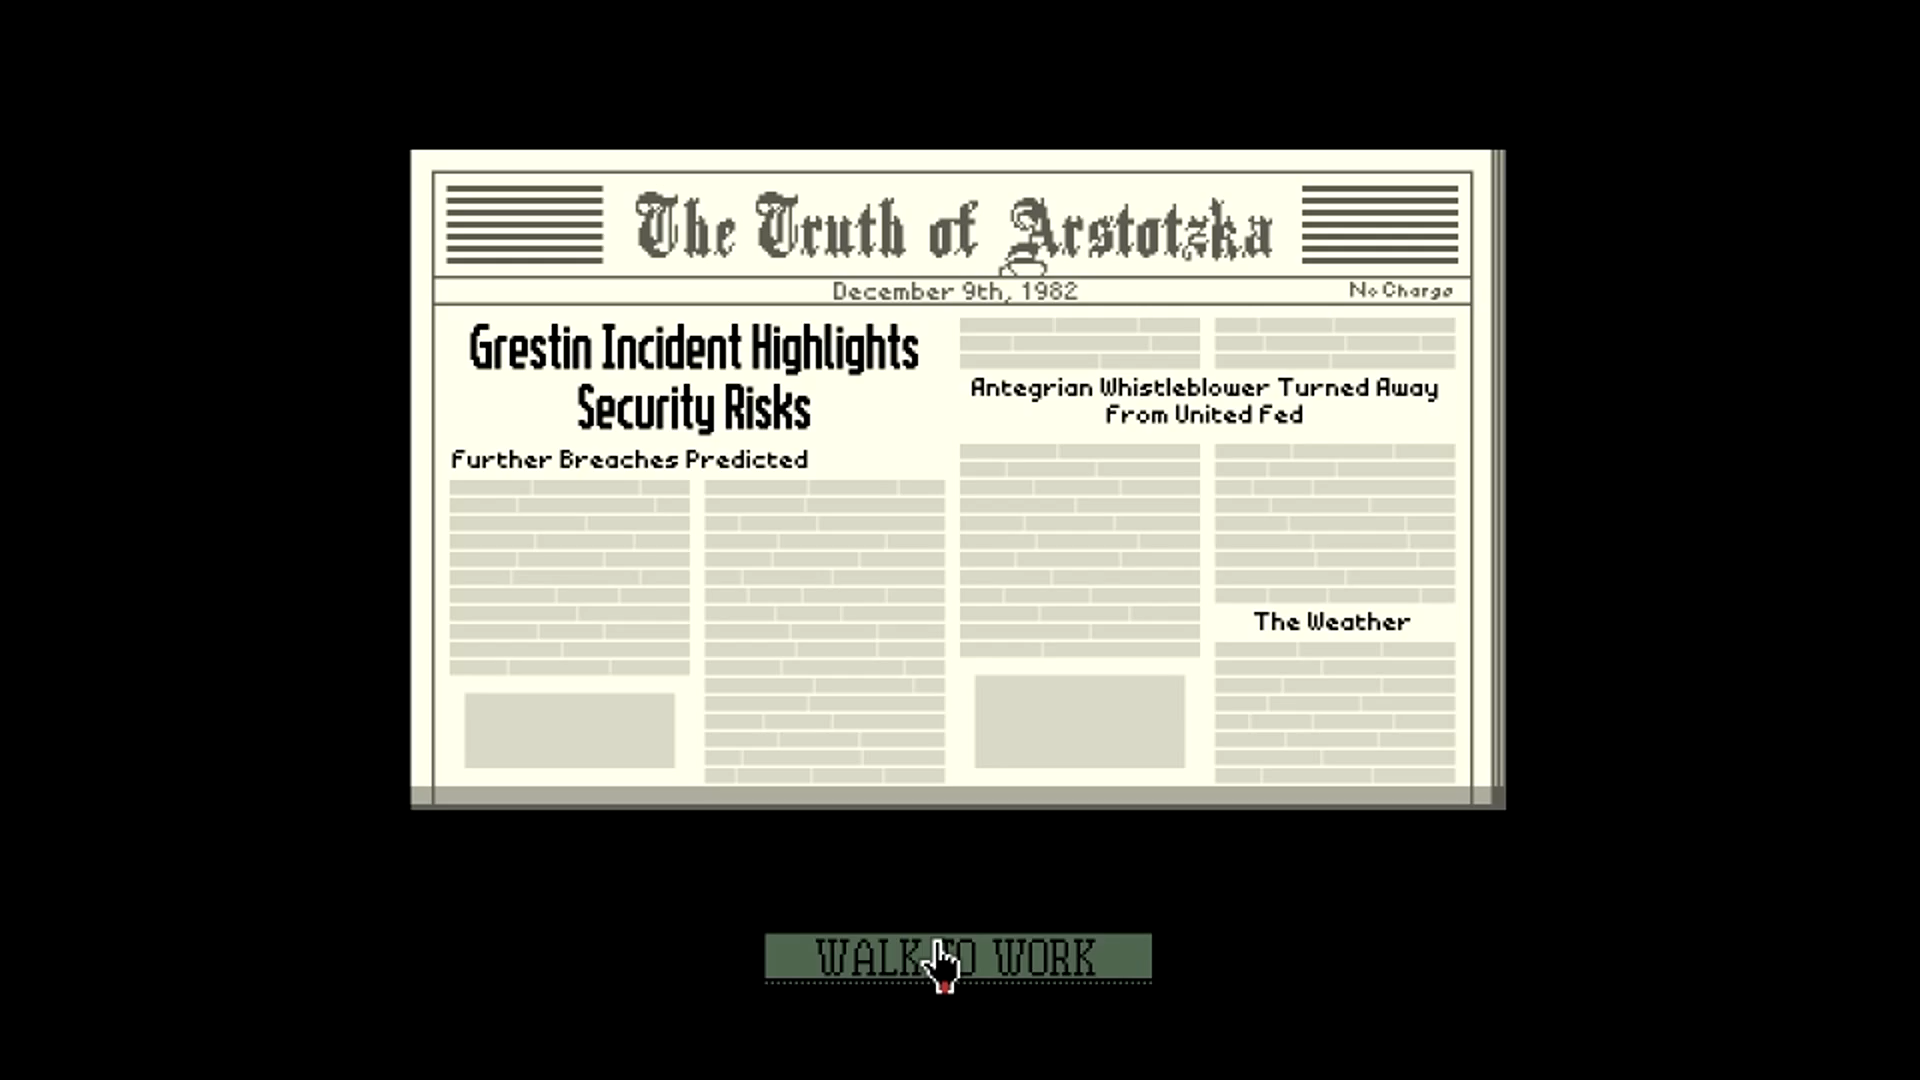 The Truth of Arstotzka
December 9th, 1982
No Charge
Grestin Incident Highlights
Security Risks
Further Breaches Predicted
Antegrian Whistleblower Turned Away
From United Fed
The Weather
WALK TO WORK